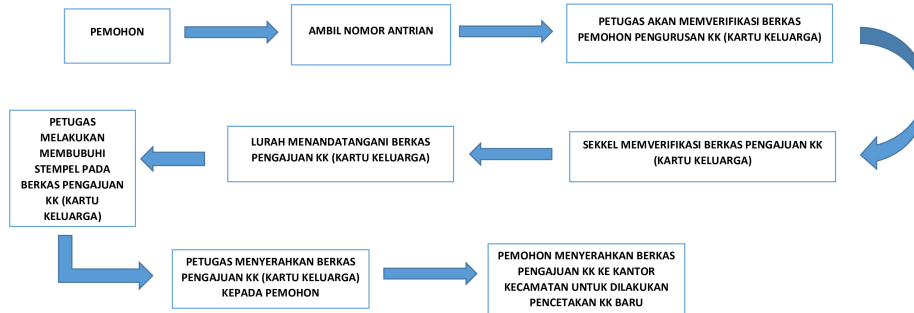 PEMOHON
AMBIL NOMOR ANTRIAN
PETUGAS AKAN MEMVERIFIKASI BERKAS
PEMOHON PENGURUSAN KK (KARTU KELUARGA)
SEKKEL MEMVERIFIKASI BERKAS PENGAJUAN KK
(KARTU KELUARGA)
LURAH MENANDATANGANI BERKAS
PENGAJUAN KK (KARTU KELUARGA)
PETUGAS
MELAKUKAN
MEMBUBUHI
STEMPEL PADA
BERKAS PENGAJUAN
KK (KARTU
KELUARGA)
PETUGAS MENYERAHKAN BERKAS
PENGAJUAN KK (KARTU KELUARGA)
KEPADA PEMOHON
PEMOHON MENYERAHKAN BERKAS
PENGAJUAN KK KE KANTOR
KECAMATAN UNTUK DILAKUKAN
PENCETAKAN KK BARU